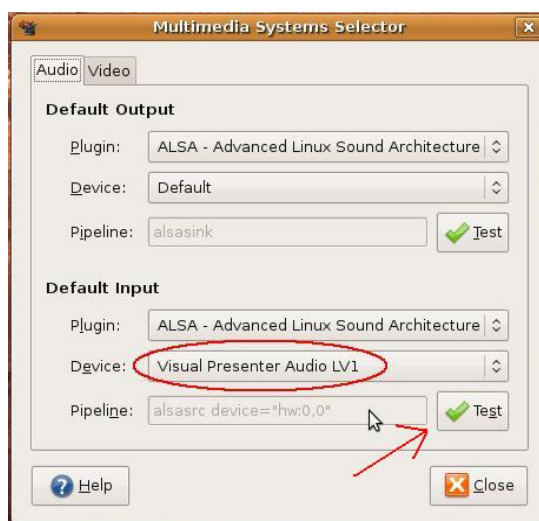 Multimedia Systems Selector
Audio Video
Default Output
Plugin: ALSA - Advanced Linux Sound Architecture
Device: Default
Pipeline: alsasink Test
Default Input
Plugin: ALSA - Advanced Linux Sound Architecture
Device: Visual Presenter Audio LV1
Pipeline: alsasrc device="hw:0,0" Test
Help Close